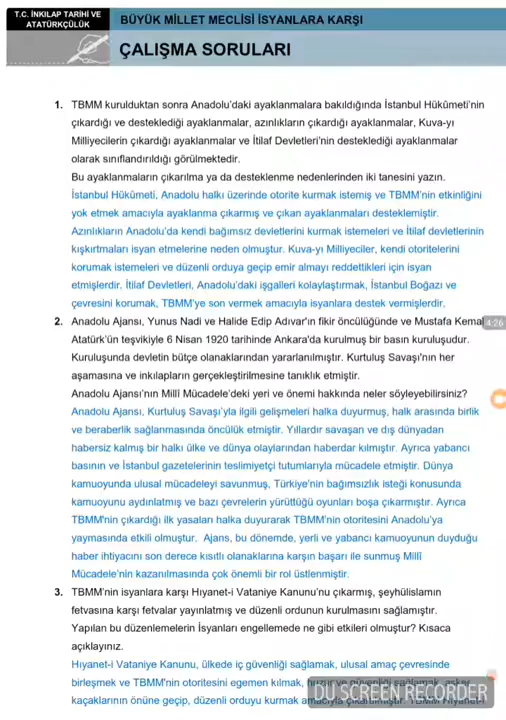 T.C. İNKILAP TARİHİ VE
ATATÜRKÇÜLÜK
BÜYÜK MİLLET MECLİSİ İSYANLARA KARŞI
ÇALIŞMA SORULARI
1. TBMM kurulduktan sonra Anadolu'daki ayaklanmalara bakıldığında İstanbul Hükûmeti'nin
çıkardığı ve desteklediği ayaklanmalar, azınlıkların çıkardığı ayaklanmalar, Kuva-yı
Milliyecilerin çıkardığı ayaklanmalar ve İtilaf Devletleri'nin desteklediği ayaklanmalar
olarak sınıflandırıldığı görülmektedir.
Bu ayaklanmaların çıkarılma ya da desteklenme nedenlerinden iki tanesini yazın.
İstanbul Hükûmeti, Anadolu halkı üzerinde otorite kurmak istemiş ve TBMM'nin etkinliğini
yok etmek amacıyla ayaklanma çıkarmış ve çıkan ayaklanmaları desteklemiştir.
Azınlıkların Anadolu'da kendi bağımsız devletlerini kurmak istemeleri ve İtilaf devletlerinin
kışkırtmaları isyan etmelerine neden olmuştur. Kuva-yı Milliyeciler, kendi otoritelerini
korumak istemeleri ve düzenli orduya geçip emir almayı reddettikleri için isyan
etmişlerdir. İtilaf Devletleri, Anadolu'daki işgalleri kolaylaştırmak, İstanbul Boğazı ve
çevresini korumak, TBMM'ye son vermek amacıyla isyanlara destek vermişlerdir.
2. Anadolu Ajansı, Yunus Nadi ve Halide Edip Adıvar'ın fikir öncülüğünde ve Mustafa Kemal
4:26
Atatürk'ün teşvikiyle 6 Nisan 1920 tarihinde Ankara'da kurulmuş bir basın kuruluşudur.
Kuruluşunda devletin bütçe olanaklarından yararlanılmıştır. Kurtuluş Savaşı'nın her
aşamasına ve inkılapların gerçekleştirilmesine tanıklık etmiştir.
Anadolu Ajansı'nın Millî Mücadele'deki yeri ve önemi hakkında neler söyleyebilirsiniz?
Anadolu Ajansı, Kurtuluş Savaşı'yla ilgili gelişmeleri halka duyurmuş, halk arasında birlik
ve beraberlik sağlanmasında öncülük etmiştir. Yıllardır savaşan ve dış dünyadan
habersiz kalmış bir halkı ülke ve dünya olaylarından haberdar kılmıştır. Ayrıca yabancı
basının ve İstanbul gazetelerinin teslimiyetçi tutumlarıyla mücadele etmiştir. Dünya
kamuoyunda ulusal mücadeleyi savunmuş, Türkiye'nin bağımsızlık isteği konusunda
kamuoyunu aydınlatmış ve bazı çevrelerin yürüttüğü oyunları boşa çıkarmıştır. Ayrıca
TBMM'nin çıkardığı ilk yasaları halka duyurarak TBMM'nin otoritesini Anadolu'ya
yaymasında etkili olmuştur. Ajans, bu dönemde, yerli ve yabancı kamuoyunun duyduğu
haber ihtiyacını son derece kısıtlı olanaklarına karşın başarı ile sunmuş Millî
Mücadele'nin kazanılmasında çok önemli bir rol üstlenmiştir.
3. TBMM'nin isyanlara karşı Hıyanet-i Vataniye Kanunu'nu çıkarmış, şeyhülislamın
fetvasına karşı fetvalar yayınlatmış ve düzenli ordunun kurulmasını sağlamıştır.
Yapılan bu düzenlemelerin İsyanları engellemede ne gibi etkileri olmuştur? Kısaca
açıklayınız.
Hıyanet-i Vataniye Kanunu, ülkede iç güvenliği sağlamak, ulusal amaç çevresinde
birleşmek ve TBMM'nin otoritesini egemen kılmak, huzur ve güvenliği sağlamak, asker
kaçaklarının önüne geçip, düzenli orduyu kurmak amacıyla çıkarılmıştır. TBMM Hıyanet-i
DU SCREEN RECORDER